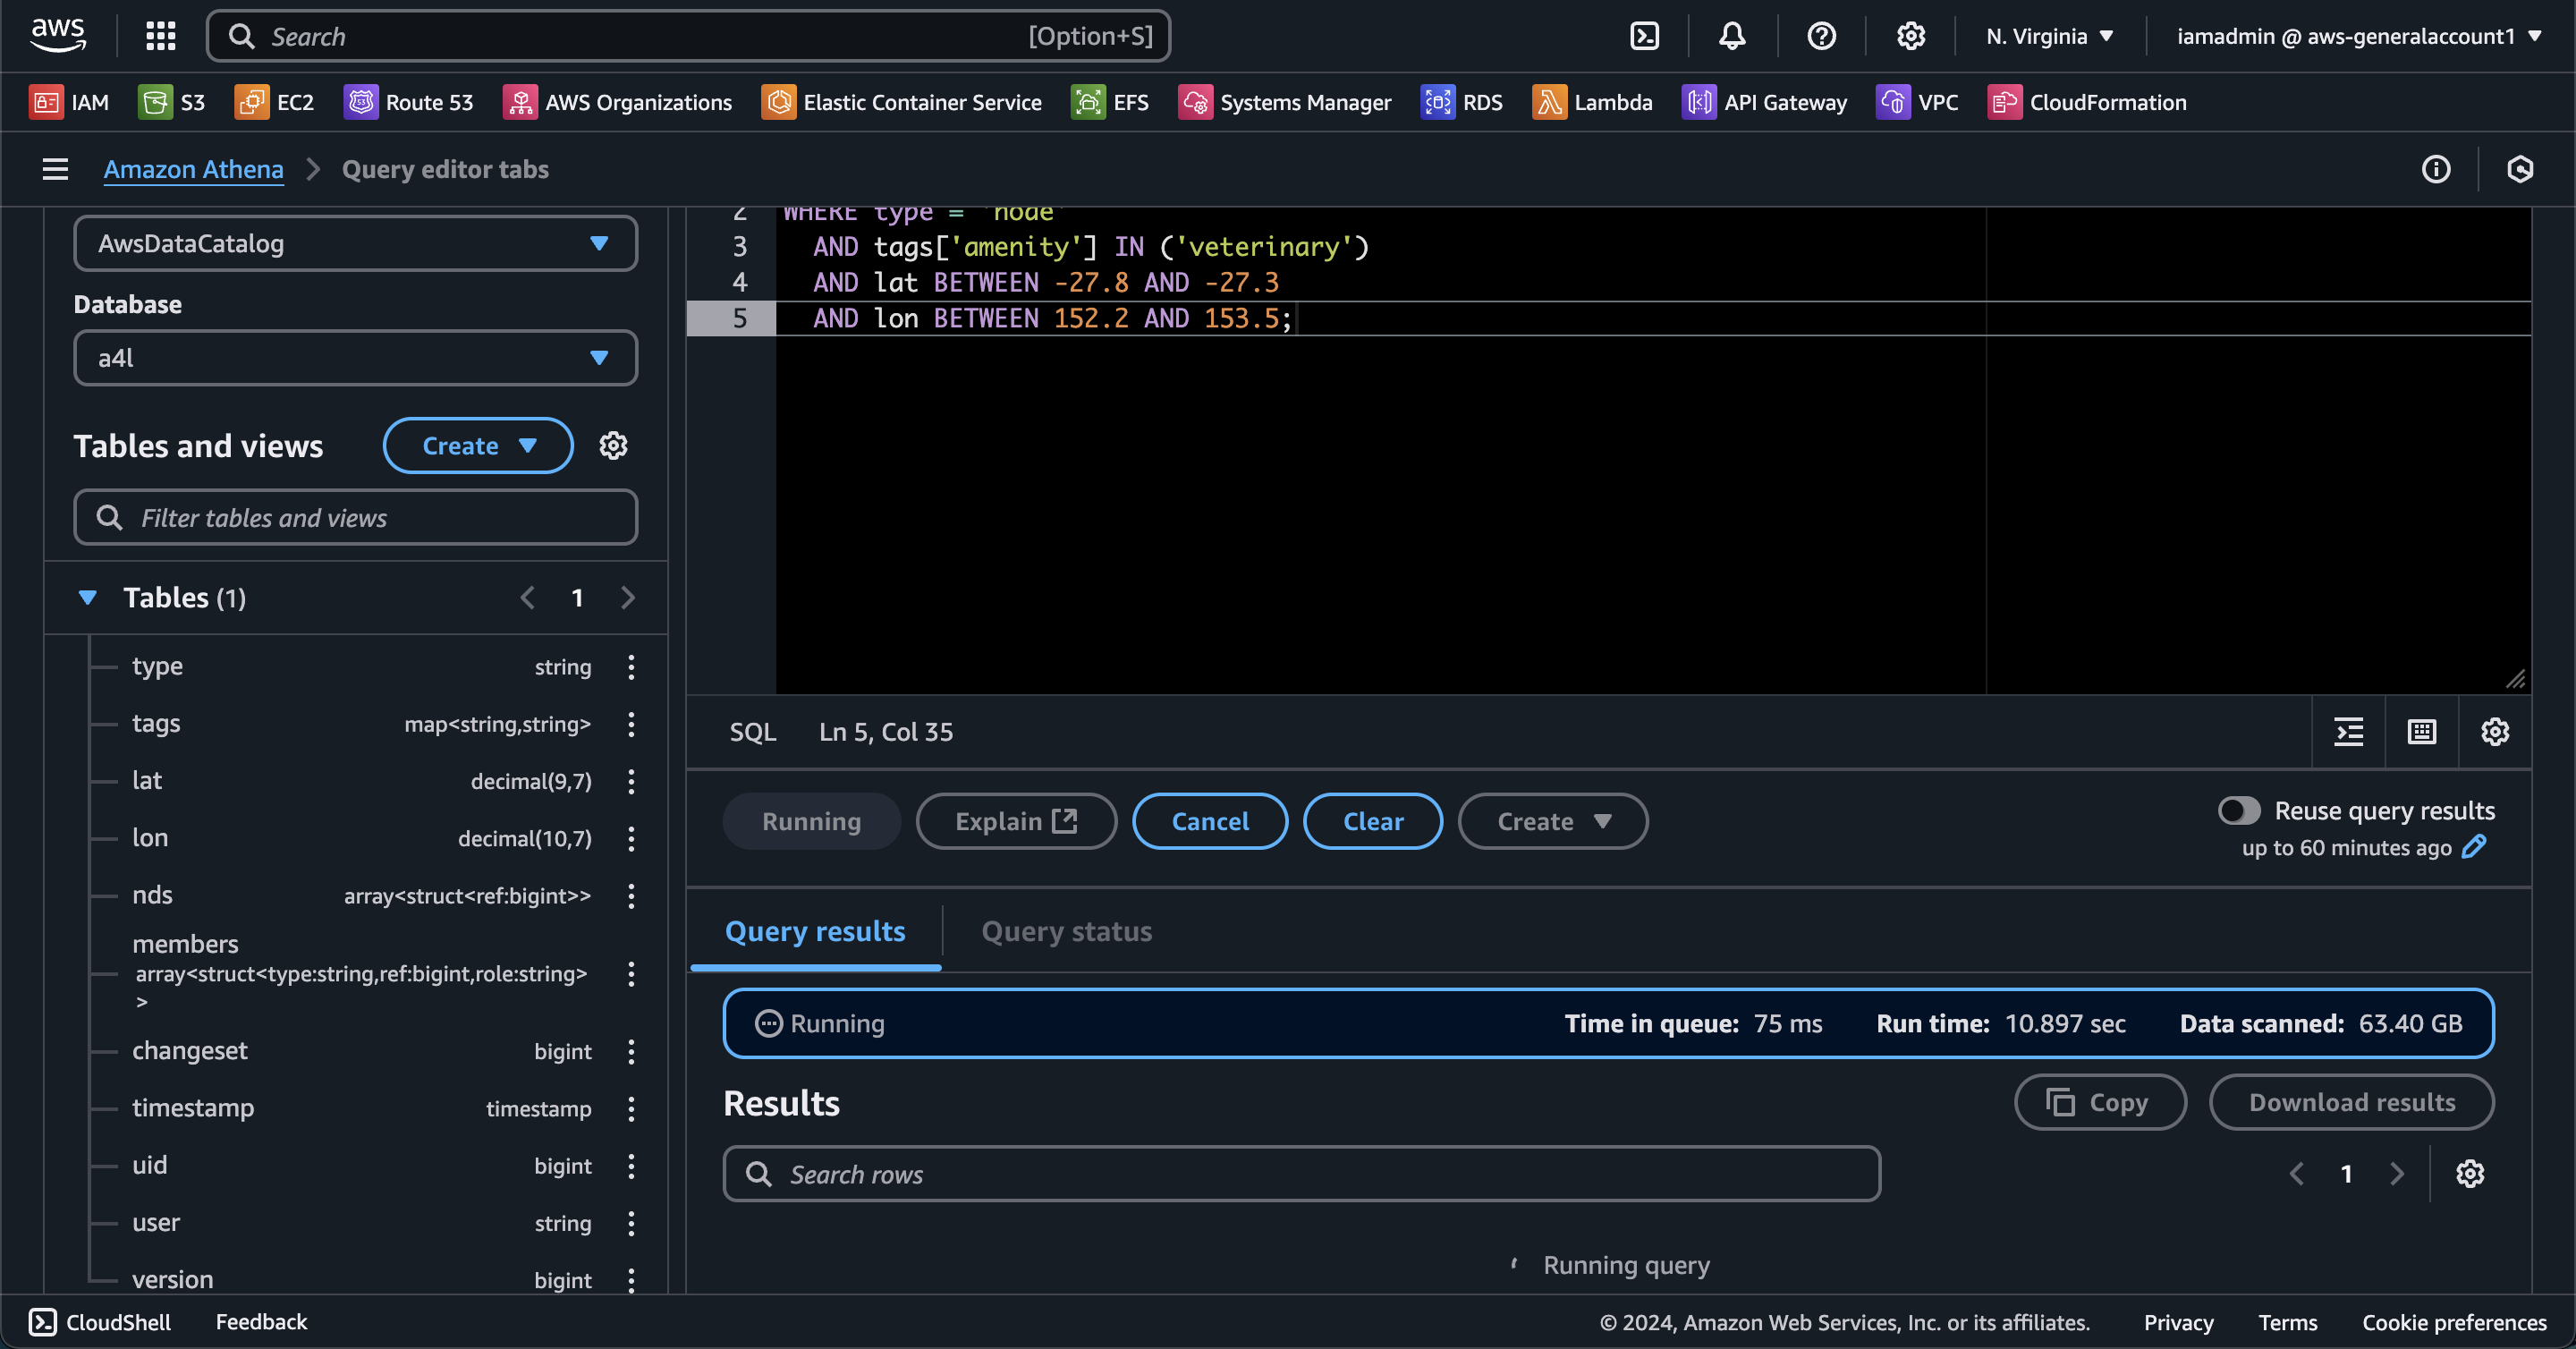 aws
Search [Option+S]
N. Virginia
iamadmin @ aws-generalaccount1
IAM S3 EC2 Route 53 AWS Organizations Elastic Container Service EFS Systems Manager RDS Lambda API Gateway VPC CloudFormation
Amazon Athena Query editor tabs
AwsDataCatalog
Database
a4l
Tables and views Create
Filter tables and views
Tables (1) 1
type string
tags map<string,string>
lat decimal(9,7)
lon decimal(10,7)
nds array<struct<ref:bigint>>
members
array<struct<type:string,ref:bigint,role:string>
>
changeset bigint
timestamp timestamp
uid bigint
user string
version bigint
2 WHERE type = 'node'
3 AND tags['amenity'] IN ('veterinary')
4 AND lat BETWEEN -27.8 AND -27.3
5 AND lon BETWEEN 152.2 AND 153.5;
SQL Ln 5, Col 35
Running Explain Cancel Clear Create
Reuse query results
up to 60 minutes ago
Query results Query status
Running Time in queue: 75 ms Run time: 10.897 sec Data scanned: 63.40 GB
Results Copy Download results
Search rows 1
Running query
CloudShell Feedback © 2024, Amazon Web Services, Inc. or its affiliates. Privacy Terms Cookie preferences